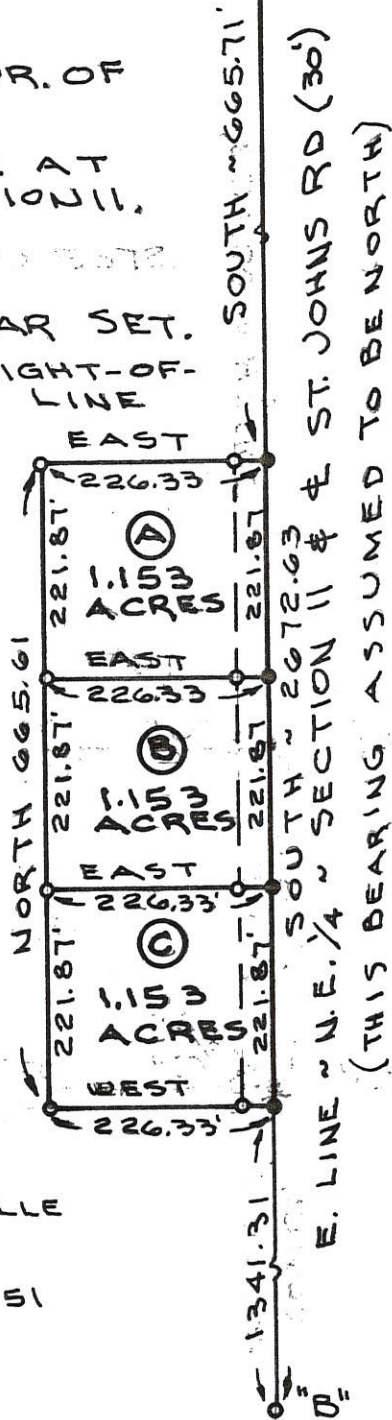 R. OF
AT
ION 11.
AR SET.
IGHT-OF-
LINE
SOUTH ~ 665.71'
EAST
226.33
221.87'
Ⓐ
1.153
ACRES
221.87
EAST
226.33
221.87'
Ⓑ
1.153
ACRES
221.87
EAST
226.33'
221.87'
Ⓒ
1.153
ACRES
221.87'
WEST
226.33'
NORTH 665.61
1341.31
"B"
SOUTH ~ 2672.63
E. LINE ~ N.E. 1/4 ~ SECTION 11 & ℄ ST. JOHNS RD (30')
(THIS BEARING ASSUMED TO BE NORTH)
LLE
51